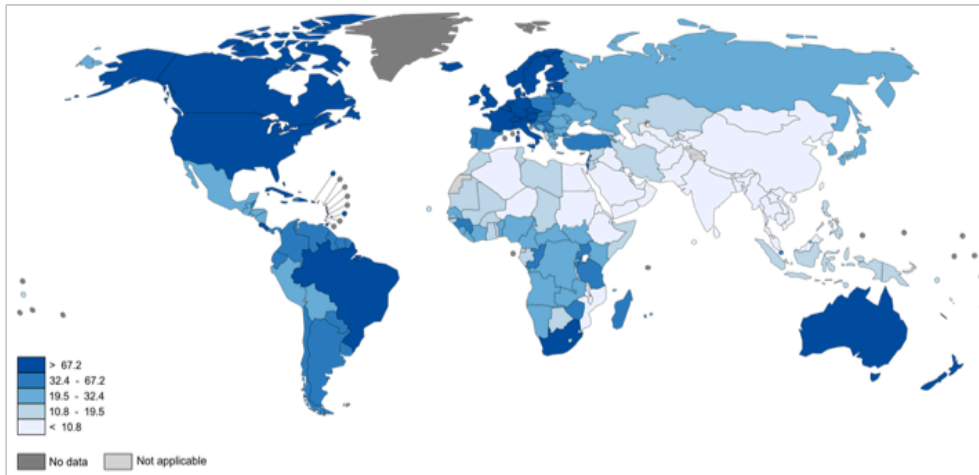 > 67.2
32.4 - 67.2
19.5 - 32.4
10.8 - 19.5
< 10.8
No data
Not applicable